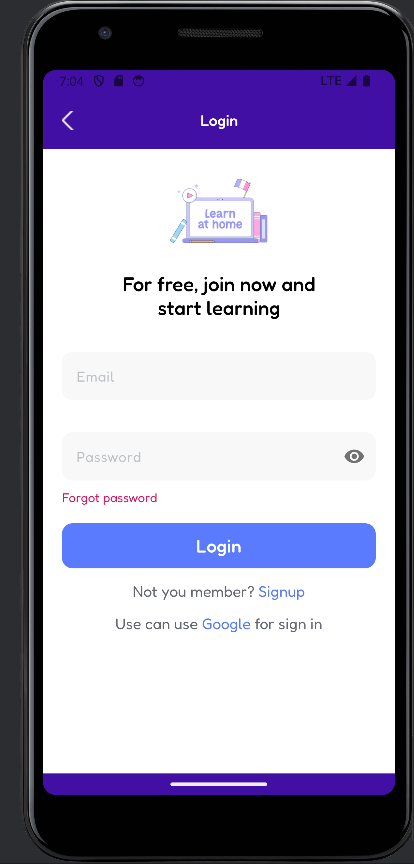 7:04 LTE
Login
Learn
at home
For free, join now and
start learning
Email
Password
Forgot password
Login
Not you member? Signup
Use can use Google for sign in